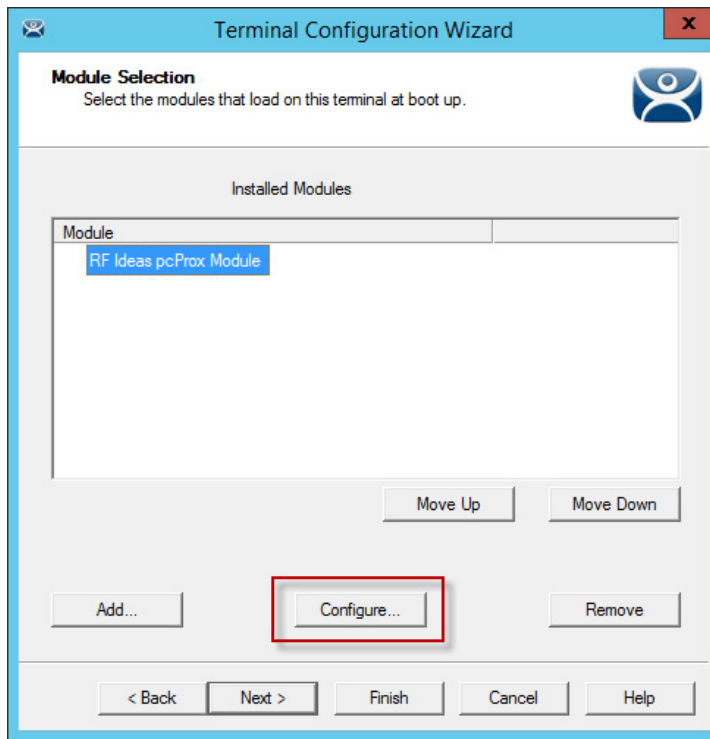 Terminal Configuration Wizard
x
Module Selection
Select the modules that load on this terminal at boot up.
Installed Modules
Module
RF Ideas pcProx Module
Move Up Move Down
Add... Configure... Remove
< Back Next > Finish Cancel Help